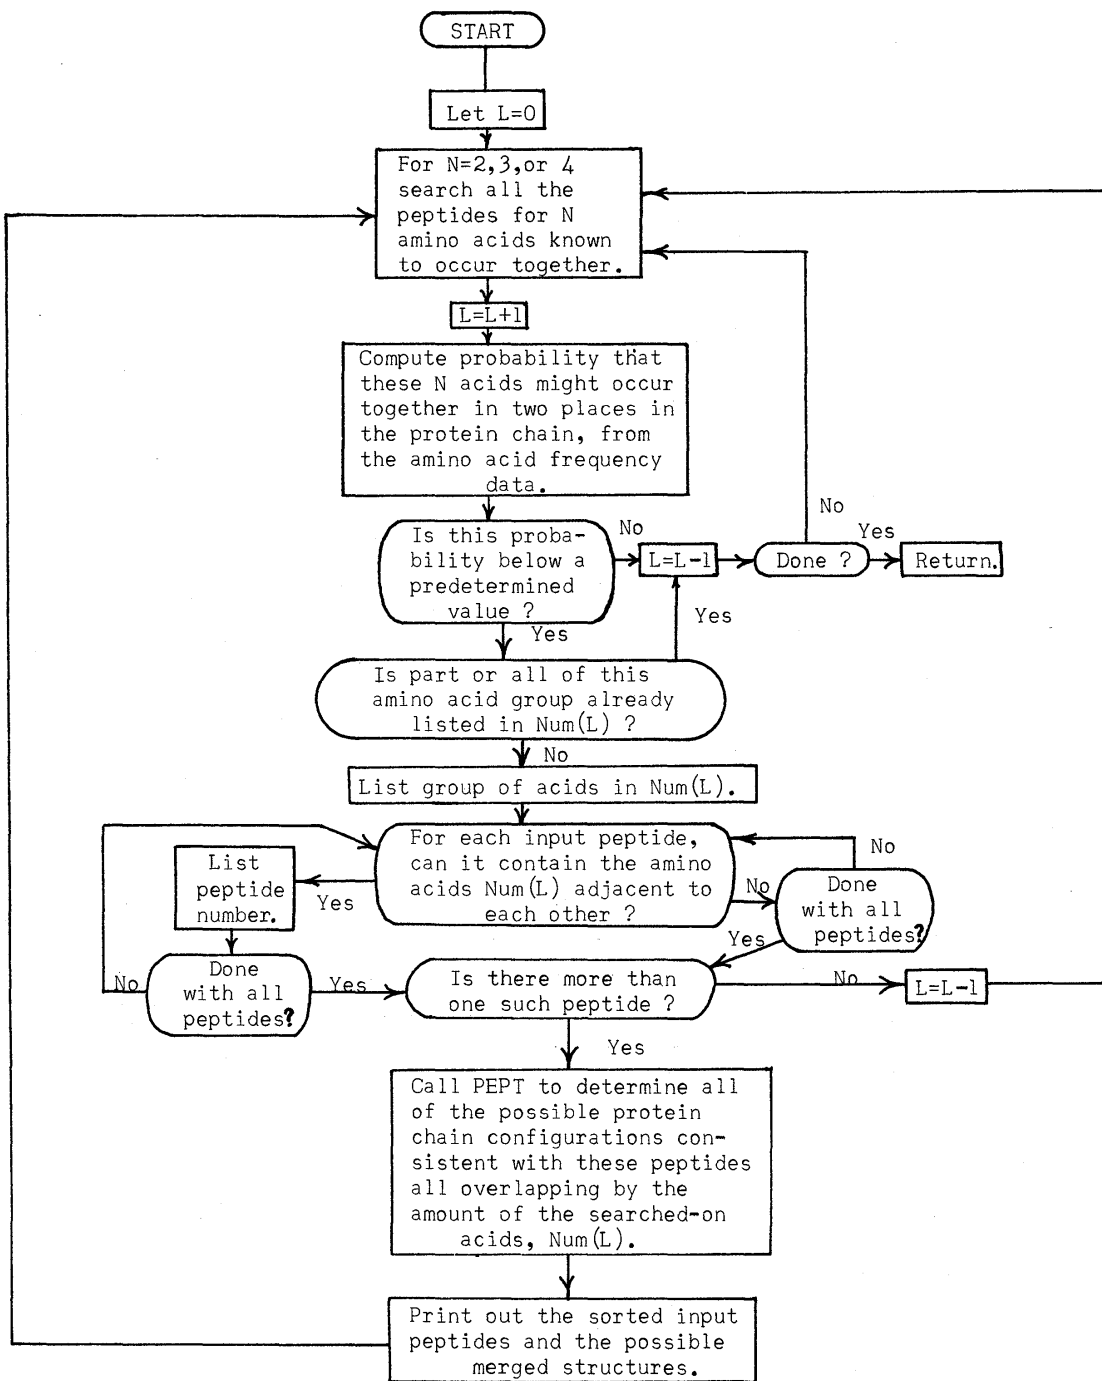 START
Let L=0
For N=2,3,or 4
search all the
peptides for N
amino acids known
to occur together.
L=L+1
Compute probability that
these N acids might occur
together in two places in
the protein chain, from
the amino acid frequency
data.
Is this proba-
bility below a
predetermined
value ?
No
L=L-1
Done ?
No
Yes
Return.
Yes
Yes
Is part or all of this
amino acid group already
listed in Num(L) ?
No
List group of acids in Num(L).
For each input peptide,
can it contain the amino
acids Num(L) adjacent to
each other ?
Yes
List
peptide
number.
No
No
Done
with all
peptides?
Yes
No
Done
with all
peptides?
Yes
Is there more than
one such peptide ?
No
L=L-1
Yes
Call PEPT to determine all
of the possible protein
chain configurations con-
sistent with these peptides
all overlapping by the
amount of the searched-on
acids, Num(L).
Print out the sorted input
peptides and the possible
merged structures.